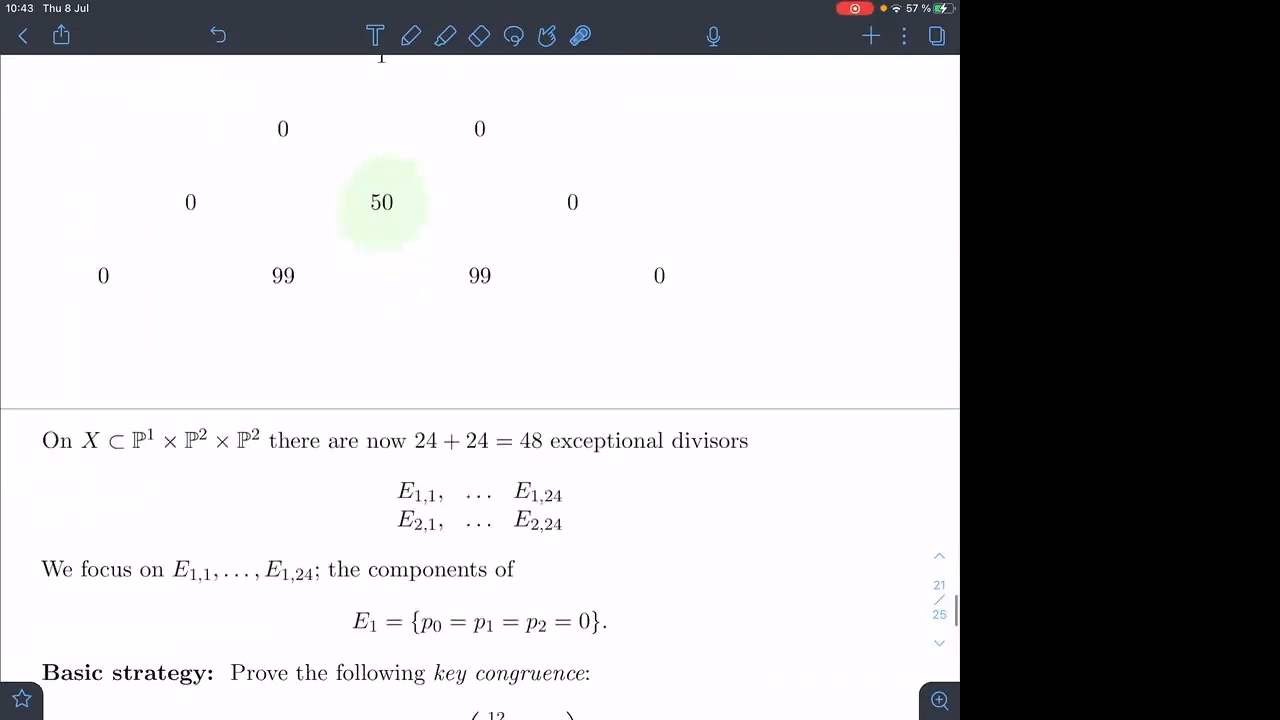 10:43 Thu 8 Jul
57 %
1
0 0
0 50 0
0 99 99 0
On X ⊂ ℙ¹ × ℙ² × ℙ² there are now 24 + 24 = 48 exceptional divisors
E₁,₁, … E₁,₂₄
E₂,₁, … E₂,₂₄
We focus on E₁,₁, …, E₁,₂₄; the components of
E₁ = {p₀ = p₁ = p₂ = 0}.
21
/
25
Basic strategy: Prove the following key congruence:
12